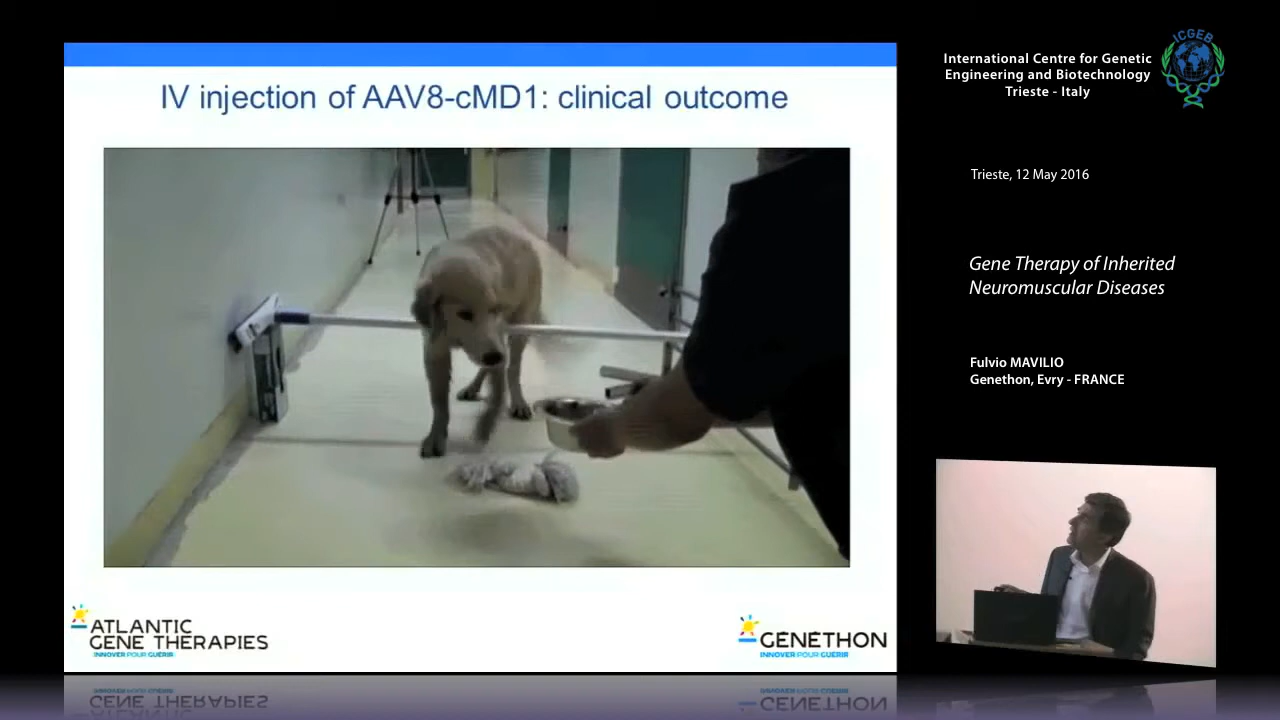 IV injection of AAV8-cMD1: clinical outcome
ATLANTIC
GENE THERAPIES
INNOVER POUR GUÉRIR
GENETHON
INNOVER POUR GUÉRIR
ICGEB
International Centre for Genetic
Engineering and Biotechnology
Trieste - Italy
Trieste, 12 May 2016
Gene Therapy of Inherited
Neuromuscular Diseases
Fulvio MAVILIO
Genethon, Evry - FRANCE